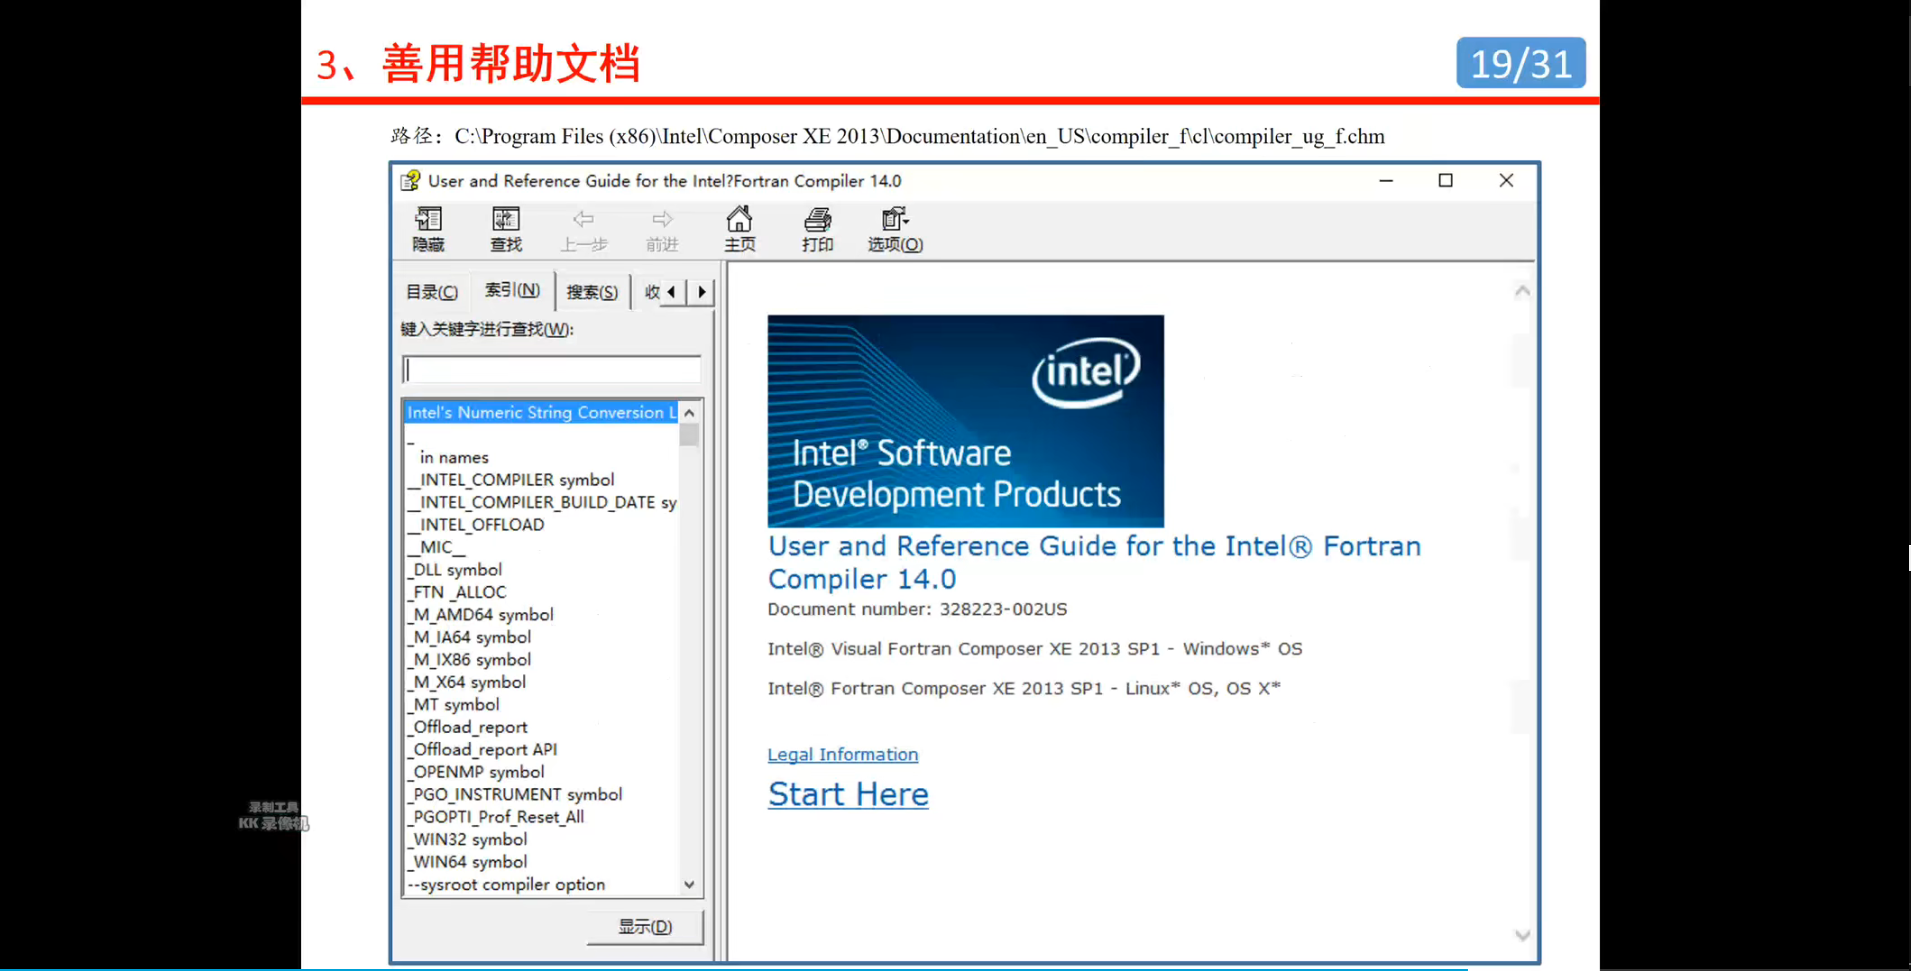 3、善用帮助文档
19/31
路径：C:\Program Files (x86)\Intel\Composer XE 2013\Documentation\en_US\compiler_f\cl\compiler_ug_f.chm
User and Reference Guide for the Intel?Fortran Compiler 14.0
隐藏 查找 上一步 前进 主页 打印 选项(O)
目录(C) 索引(N) 搜索(S) 收
键入关键字进行查找(W):
Intel's Numeric String Conversion L
_
in names
__INTEL_COMPILER symbol
__INTEL_COMPILER_BUILD_DATE sy
__INTEL_OFFLOAD
__MIC__
_DLL symbol
_FTN _ALLOC
_M_AMD64 symbol
_M_IA64 symbol
_M_IX86 symbol
_M_X64 symbol
_MT symbol
_Offload_report
_Offload_report API
_OPENMP symbol
_PGO_INSTRUMENT symbol
_PGOPTI_Prof_Reset_All
_WIN32 symbol
_WIN64 symbol
--sysroot compiler option
显示(D)
intel
Intel® Software
Development Products
User and Reference Guide for the Intel® Fortran
Compiler 14.0
Document number: 328223-002US
Intel® Visual Fortran Composer XE 2013 SP1 - Windows* OS
Intel® Fortran Composer XE 2013 SP1 - Linux* OS, OS X*
Legal Information
Start Here
录制工具
KK 录像机